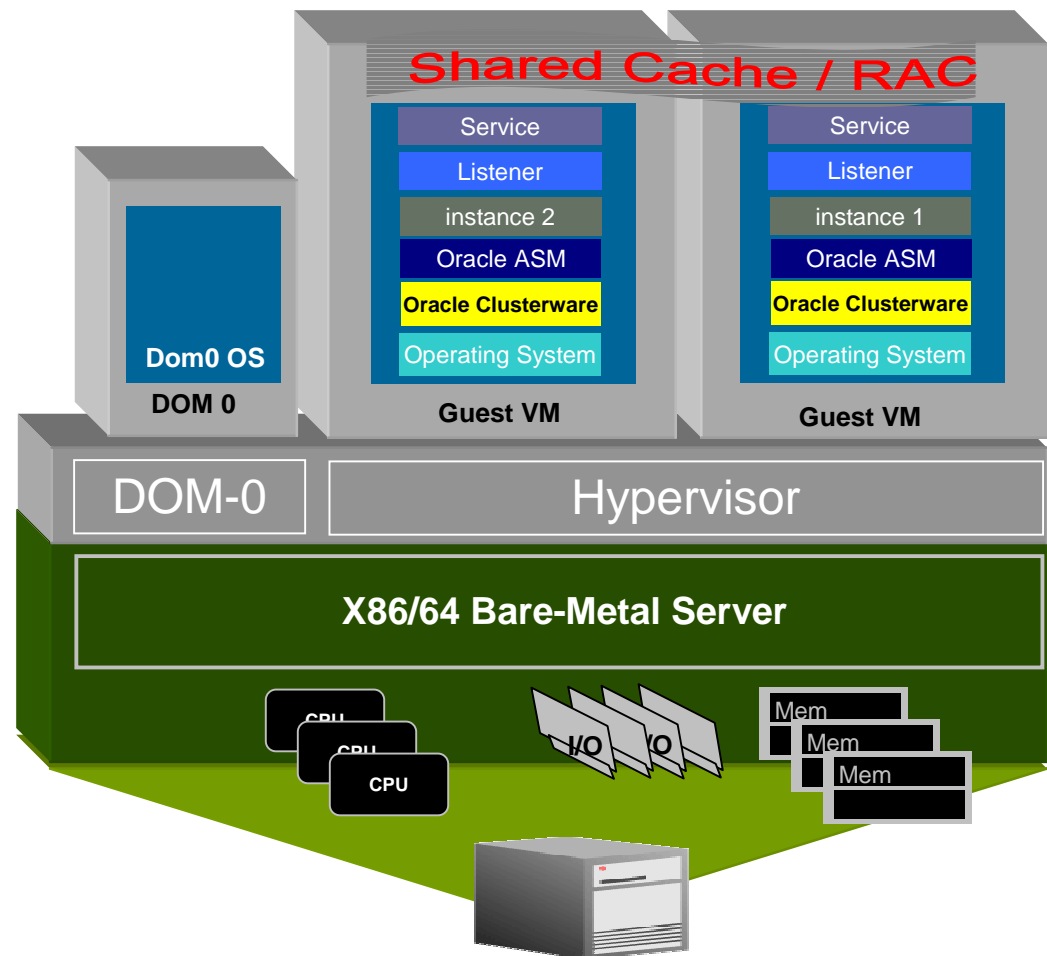 Shared Cache / RAC
Service
Listener
instance 2
Oracle ASM
Oracle Clusterware
Operating System
Guest VM
Service
Listener
instance 1
Oracle ASM
Oracle Clusterware
Operating System
Guest VM
Dom0 OS
DOM 0
DOM-0
Hypervisor
X86/64 Bare-Metal Server
CPU
CPU
CPU
I/O
I/O
Mem
Mem
Mem